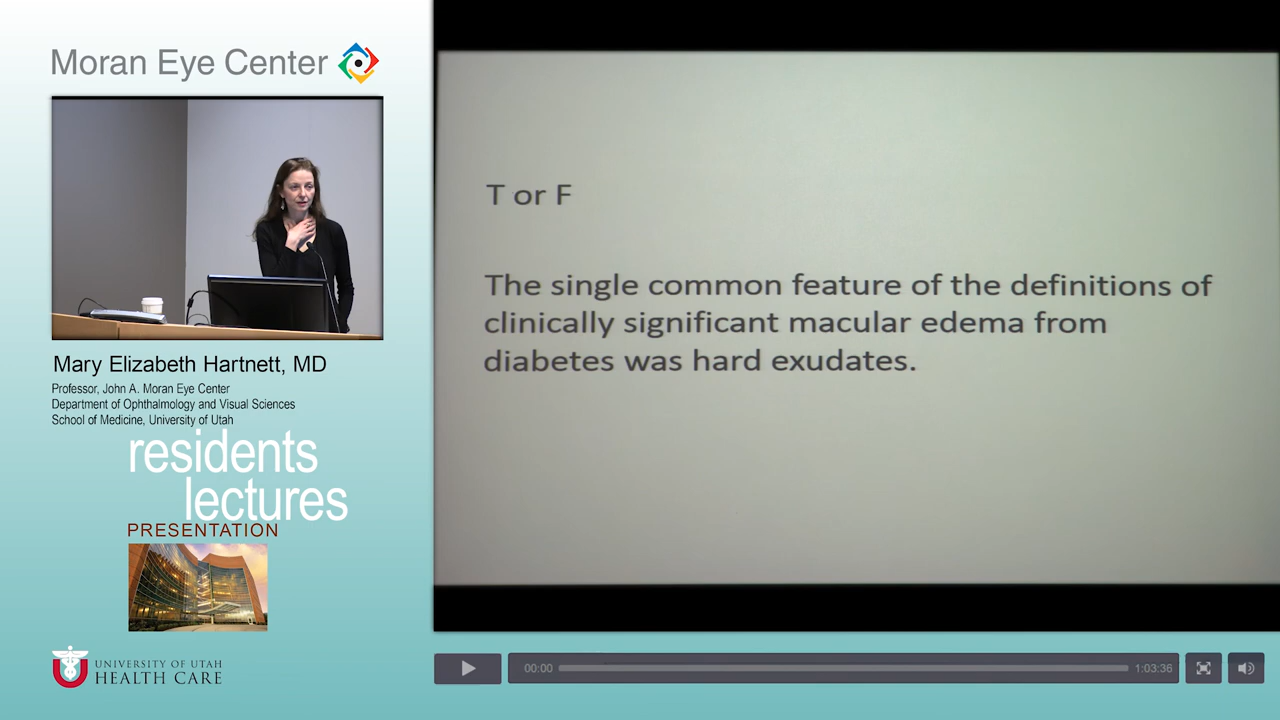 Moran Eye Center
Mary Elizabeth Hartnett, MD
Professor, John A. Moran Eye Center
Department of Ophthalmology and Visual Sciences
School of Medicine, University of Utah
residents
lectures
PRESENTATION
UNIVERSITY OF UTAH
HEALTH CARE
T or F
The single common feature of the definitions of
clinically significant macular edema from
diabetes was hard exudates.
00:00
1:03:36